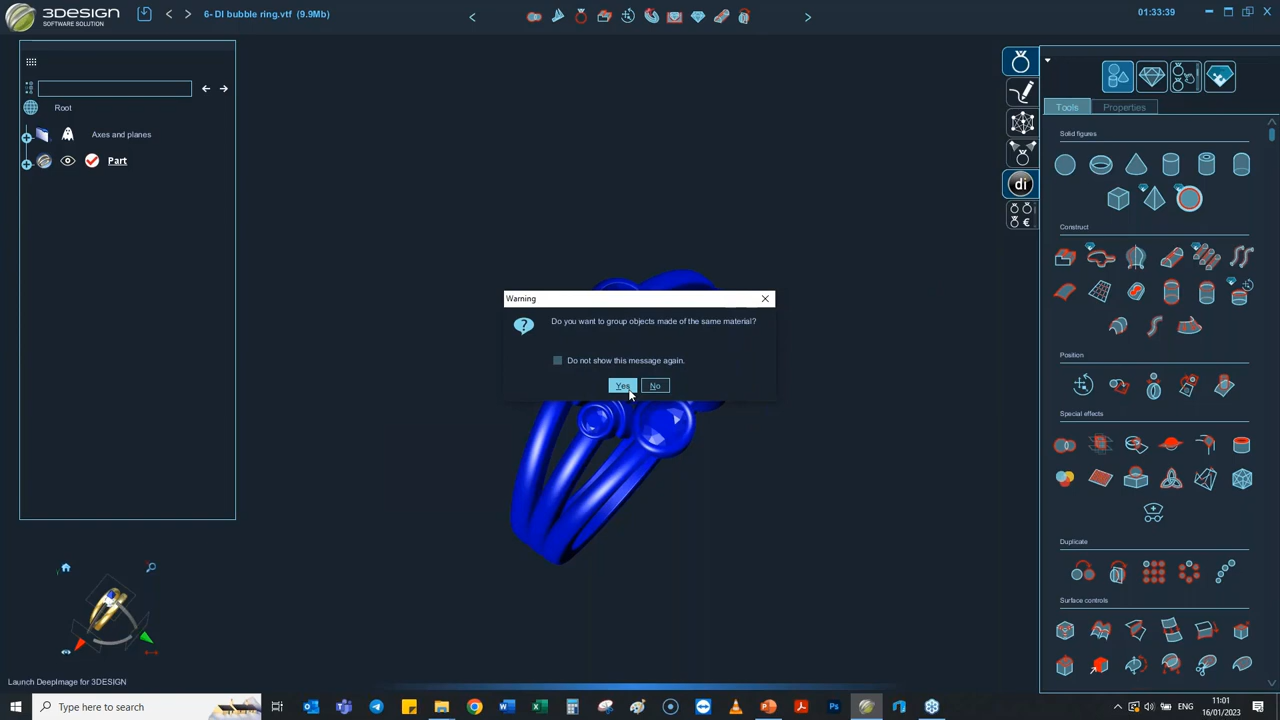 3DESIGN
SOFTWARE SOLUTION
6- DI bubble ring.vtf (9.9Mb)
01:33:39
Root
Axes and planes
Part
Tools
Properties
Solid figures
Construct
Position
Special effects
Duplicate
Surface controls
di
€
Warning
Do you want to group objects made of the same material?
?
Do not show this message again.
Yes
No
Launch DeepImage for 3DESIGN
Type here to search
ENG
11:01
16/01/2023